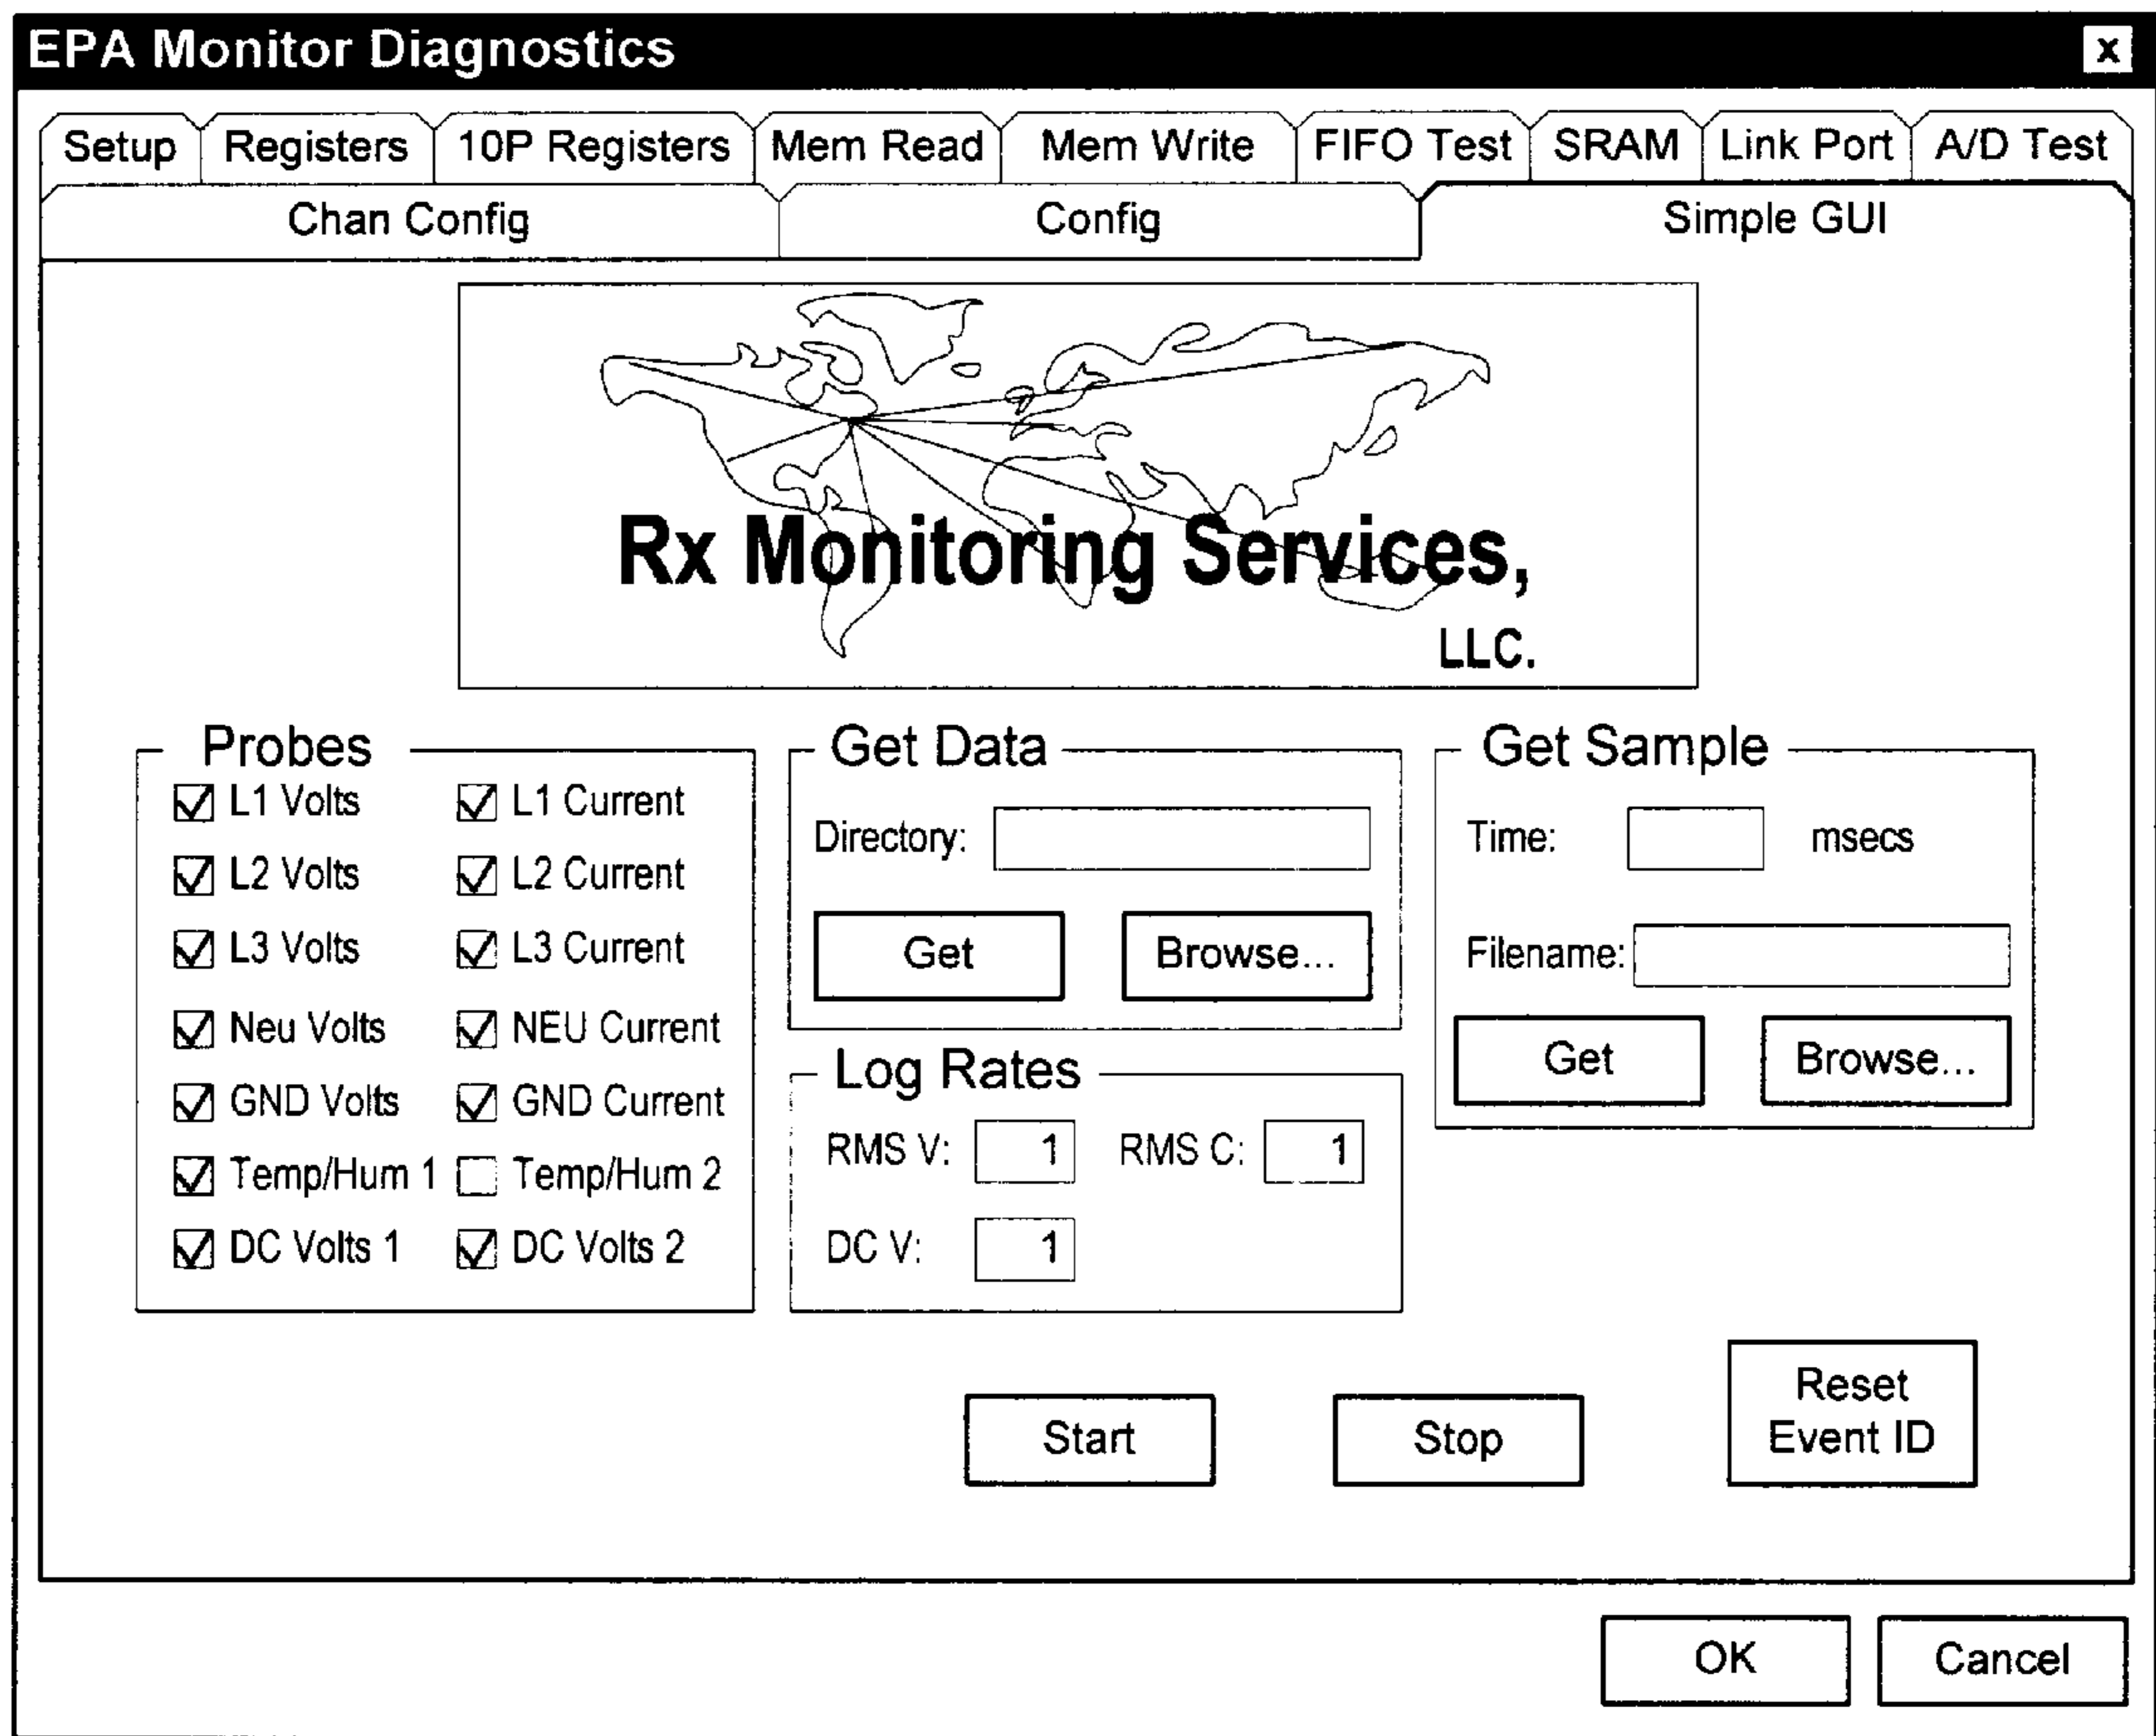 EPA Monitor Diagnostics x
Setup Registers 10P Registers Mem Read Mem Write FIFO Test SRAM Link Port A/D Test
Chan Config Config Simple GUI
Rx Monitoring Services,
LLC.
Probes
L1 Volts L1 Current
L2 Volts L2 Current
L3 Volts L3 Current
Neu Volts NEU Current
GND Volts GND Current
Temp/Hum 1 Temp/Hum 2
DC Volts 1 DC Volts 2
Get Data
Directory:
Get Browse...
Log Rates
RMS V: 1 RMS C: 1
DC V: 1
Get Sample
Time: msecs
Filename:
Get Browse...
Start Stop Reset
Event ID
OK Cancel